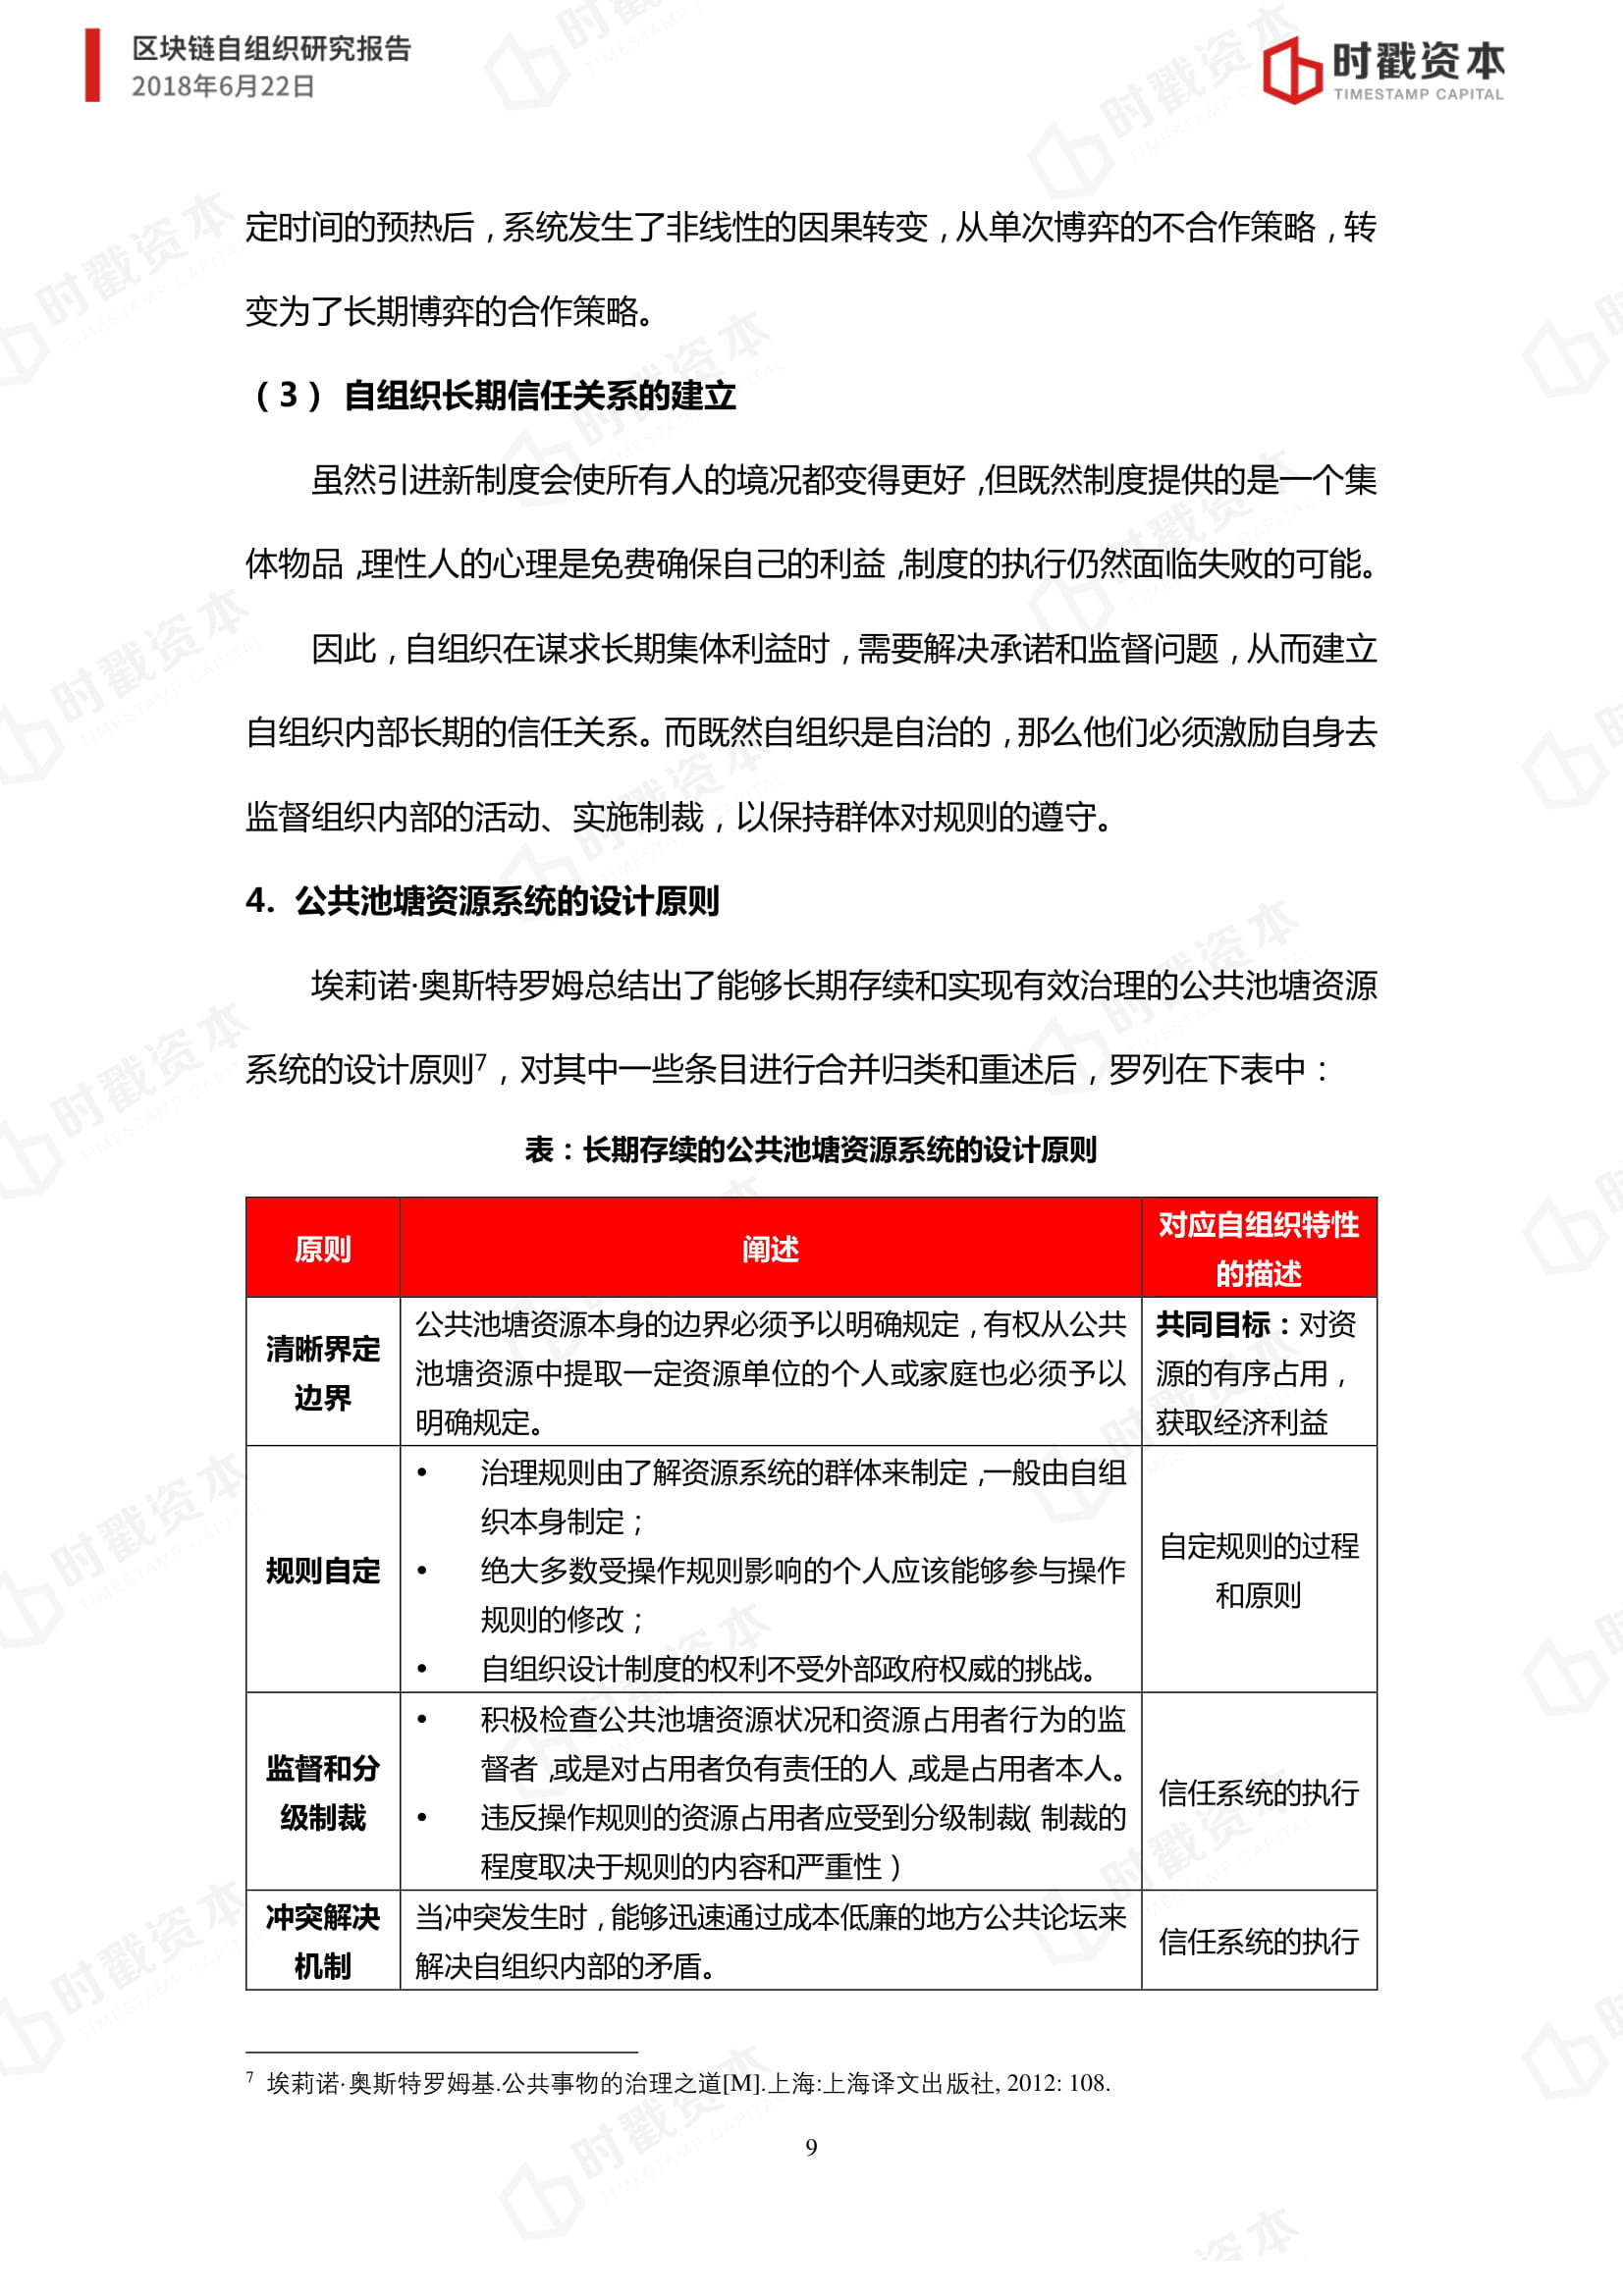 区块链自组织研究报告
2018年6月22日
时戳资本
TIMESTAMP CAPITAL
定时间的预热后，系统发生了非线性的因果转变，从单次博弈的不合作策略，转
变为了长期博弈的合作策略。
（3） 自组织长期信任关系的建立
虽然引进新制度会使所有人的境况都变得更好，但既然制度提供的是一个集
体物品，理性人的心理是免费确保自己的利益，制度的执行仍然面临失败的可能。
因此，自组织在谋求长期集体利益时，需要解决承诺和监督问题，从而建立
自组织内部长期的信任关系。而既然自组织是自治的，那么他们必须激励自身去
监督组织内部的活动、实施制裁，以保持群体对规则的遵守。
4. 公共池塘资源系统的设计原则
埃莉诺·奥斯特罗姆总结出了能够长期存续和实现有效治理的公共池塘资源
系统的设计原则7，对其中一些条目进行合并归类和重述后，罗列在下表中：
表：长期存续的公共池塘资源系统的设计原则
原则
阐述
对应自组织特性
的描述
清晰界定
边界
公共池塘资源本身的边界必须予以明确规定，有权从公共
池塘资源中提取一定资源单位的个人或家庭也必须予以
明确规定。
共同目标：对资
源的有序占用，
获取经济利益
规则自定
• 治理规则由了解资源系统的群体来制定，一般由自组
织本身制定；
• 绝大多数受操作规则影响的个人应该能够参与操作
规则的修改；
• 自组织设计制度的权利不受外部政府权威的挑战。
自定规则的过程
和原则
监督和分
级制裁
• 积极检查公共池塘资源状况和资源占用者行为的监
督者，或是对占用者负有责任的人，或是占用者本人。
• 违反操作规则的资源占用者应受到分级制裁（制裁的
程度取决于规则的内容和严重性）
信任系统的执行
冲突解决
机制
当冲突发生时，能够迅速通过成本低廉的地方公共论坛来
解决自组织内部的矛盾。
信任系统的执行
7 埃莉诺·奥斯特罗姆基.公共事物的治理之道[M].上海:上海译文出版社, 2012: 108.
9